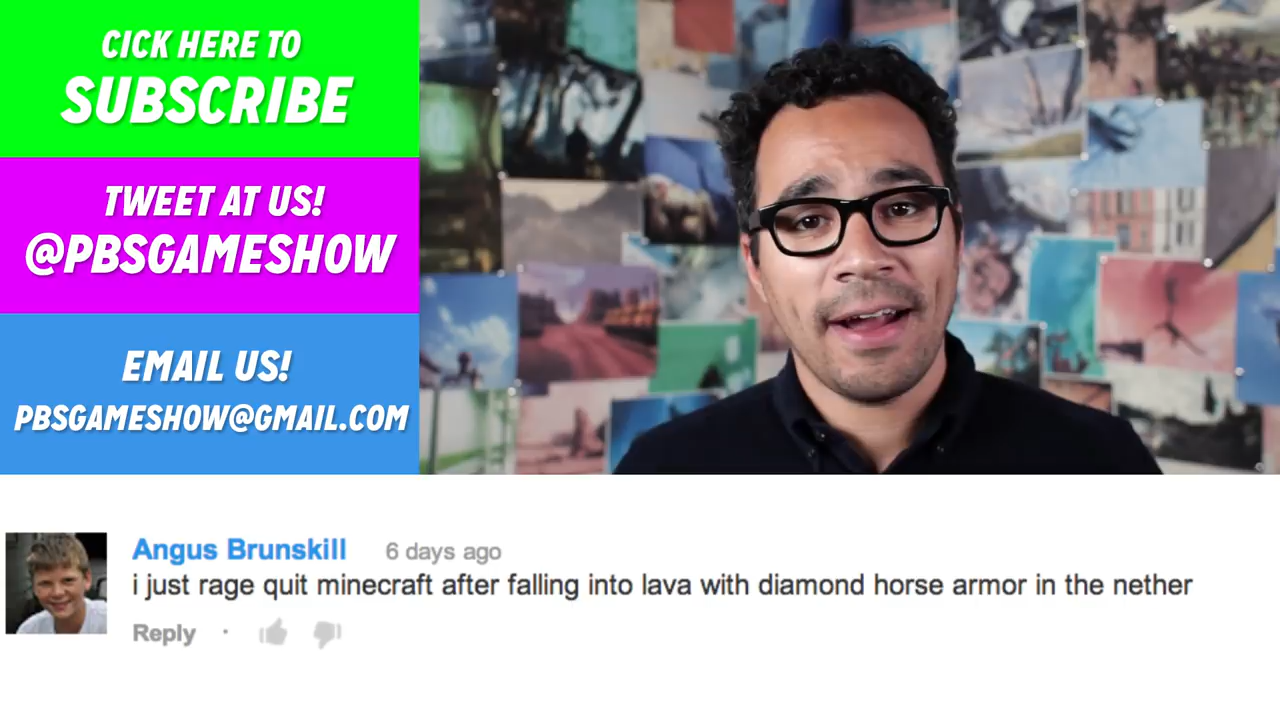 CICK HERE TO
SUBSCRIBE
TWEET AT US!
@PBSGAMESHOW
EMAIL US!
PBSGAMESHOW@GMAIL.COM
Angus Brunskill 6 days ago
i just rage quit minecraft after falling into lava with diamond horse armor in the nether
Reply ·